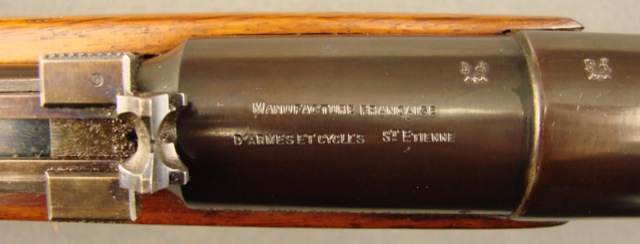 MANUFACTURE FRANÇAISE
D'ARMES ET CYCLES ST ETIENNE